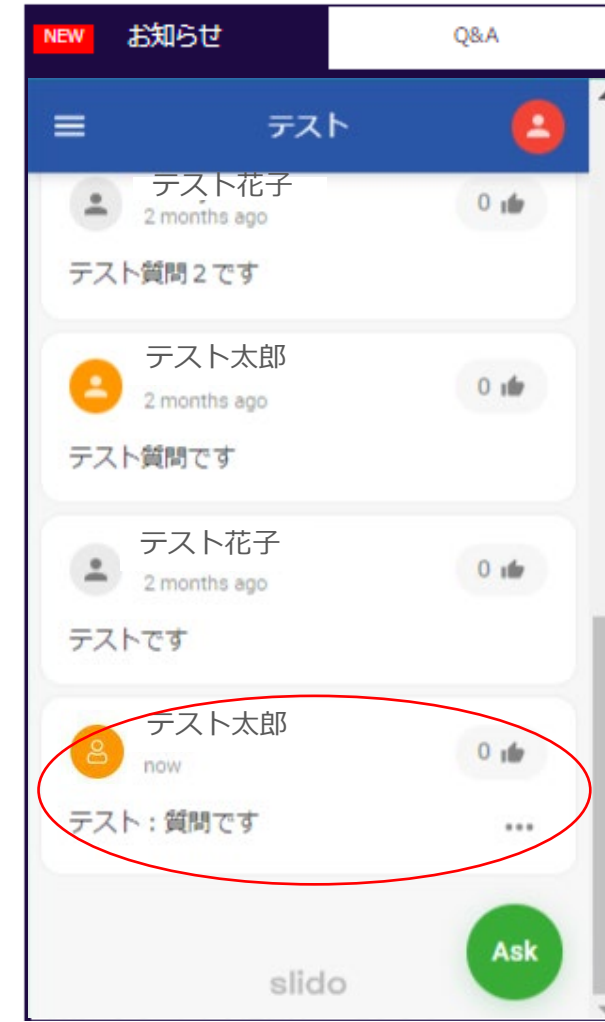 NEW お知らせ Q&A
テスト
テスト花子
2 months ago
0
テスト質問２です
テスト太郎
2 months ago
0
テスト質問です
テスト花子
2 months ago
0
テストです
テスト太郎
now
0
テスト：質問です
...
Ask
slido